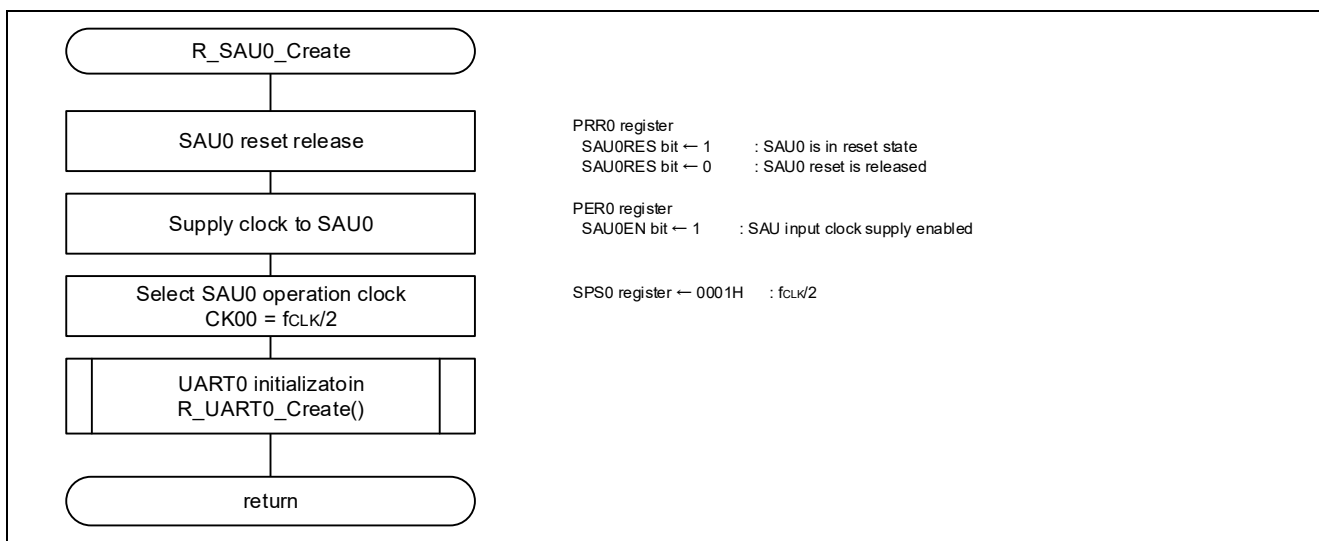 R_SAU0_Create
SAU0 reset release
PRR0 register
SAU0RES bit ← 1 : SAU0 is in reset state
SAU0RES bit ← 0 : SAU0 reset is released
Supply clock to SAU0
PER0 register
SAU0EN bit ← 1 : SAU input clock supply enabled
Select SAU0 operation clock
CK00 = fCLK/2
SPS0 register ← 0001H : fCLK/2
UART0 initializatoin
R_UART0_Create()
return